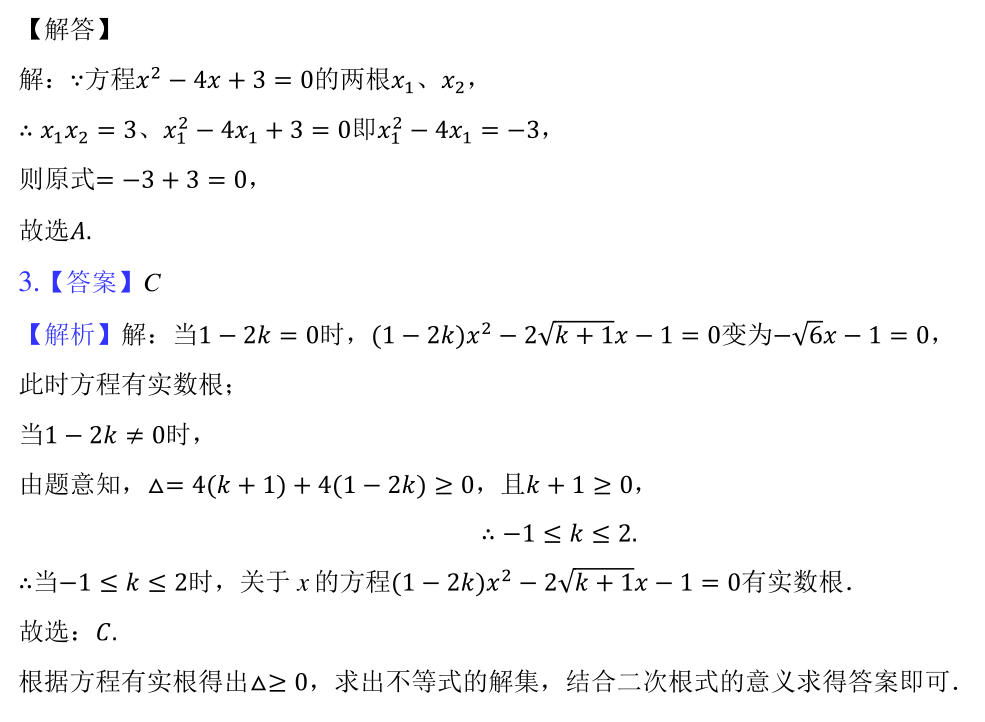 【解答】
解：∵方程x² − 4x + 3 = 0的两根x₁、x₂，
∴ x₁x₂ = 3、x₁² − 4x₁ + 3 = 0即x₁² − 4x₁ = −3，
则原式= −3 + 3 = 0，
故选A.
3.【答案】C
【解析】解：当1 − 2k = 0时，(1 − 2k)x² − 2√(k + 1)x − 1 = 0变为−√6x − 1 = 0，
此时方程有实数根；
当1 − 2k ≠ 0时，
由题意知，△= 4(k + 1) + 4(1 − 2k) ≥ 0，且k + 1 ≥ 0，
∴ −1 ≤ k ≤ 2.
∴当−1 ≤ k ≤ 2时，关于 x 的方程(1 − 2k)x² − 2√(k + 1)x − 1 = 0有实数根．
故选：C.
根据方程有实根得出△≥ 0，求出不等式的解集，结合二次根式的意义求得答案即可．